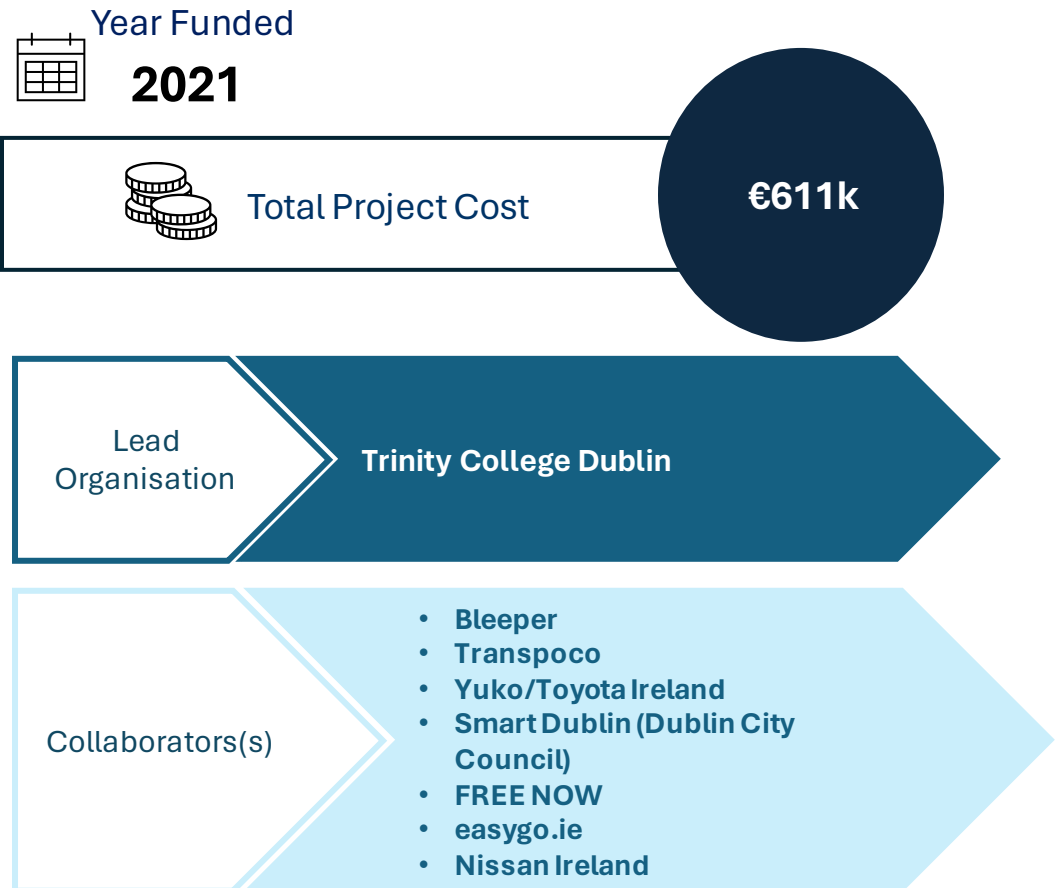 Year Funded
2021
Total Project Cost
€611k
Lead
Organisation
Trinity College Dublin
Collaborators(s)
• Bleeper
• Transpoco
• Yuko/Toyota Ireland
• Smart Dublin (Dublin City
Council)
• FREE NOW
• easygo.ie
• Nissan Ireland